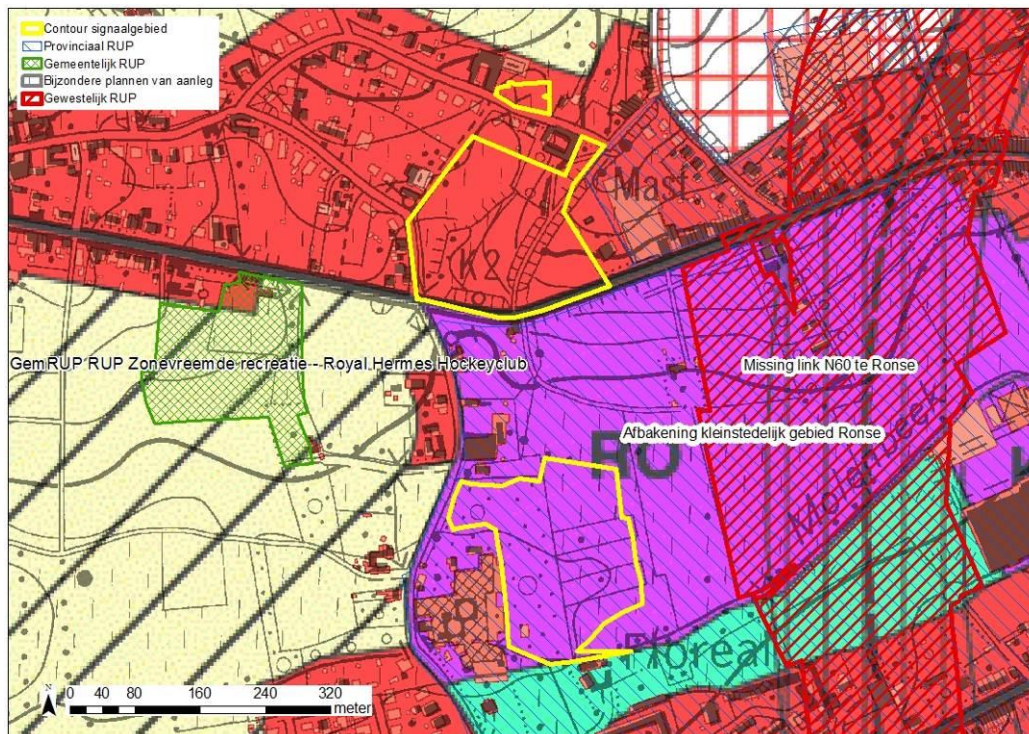 Contour signaalgebied
Provinciaal RUP
Gemeentelijk RUP
Bijzondere plannen van aanleg
Gewestelijk RUP
Mast
K2
Gem RUP RUP Zonevreemde recreatie - Royal Hermes Hockeyclub
Missing link N60 te Ronse
Afbakening kleinstedelijk gebied Ronse
RO
Molenbeek
Floreal
N
0 40 80 160 240 320
meter